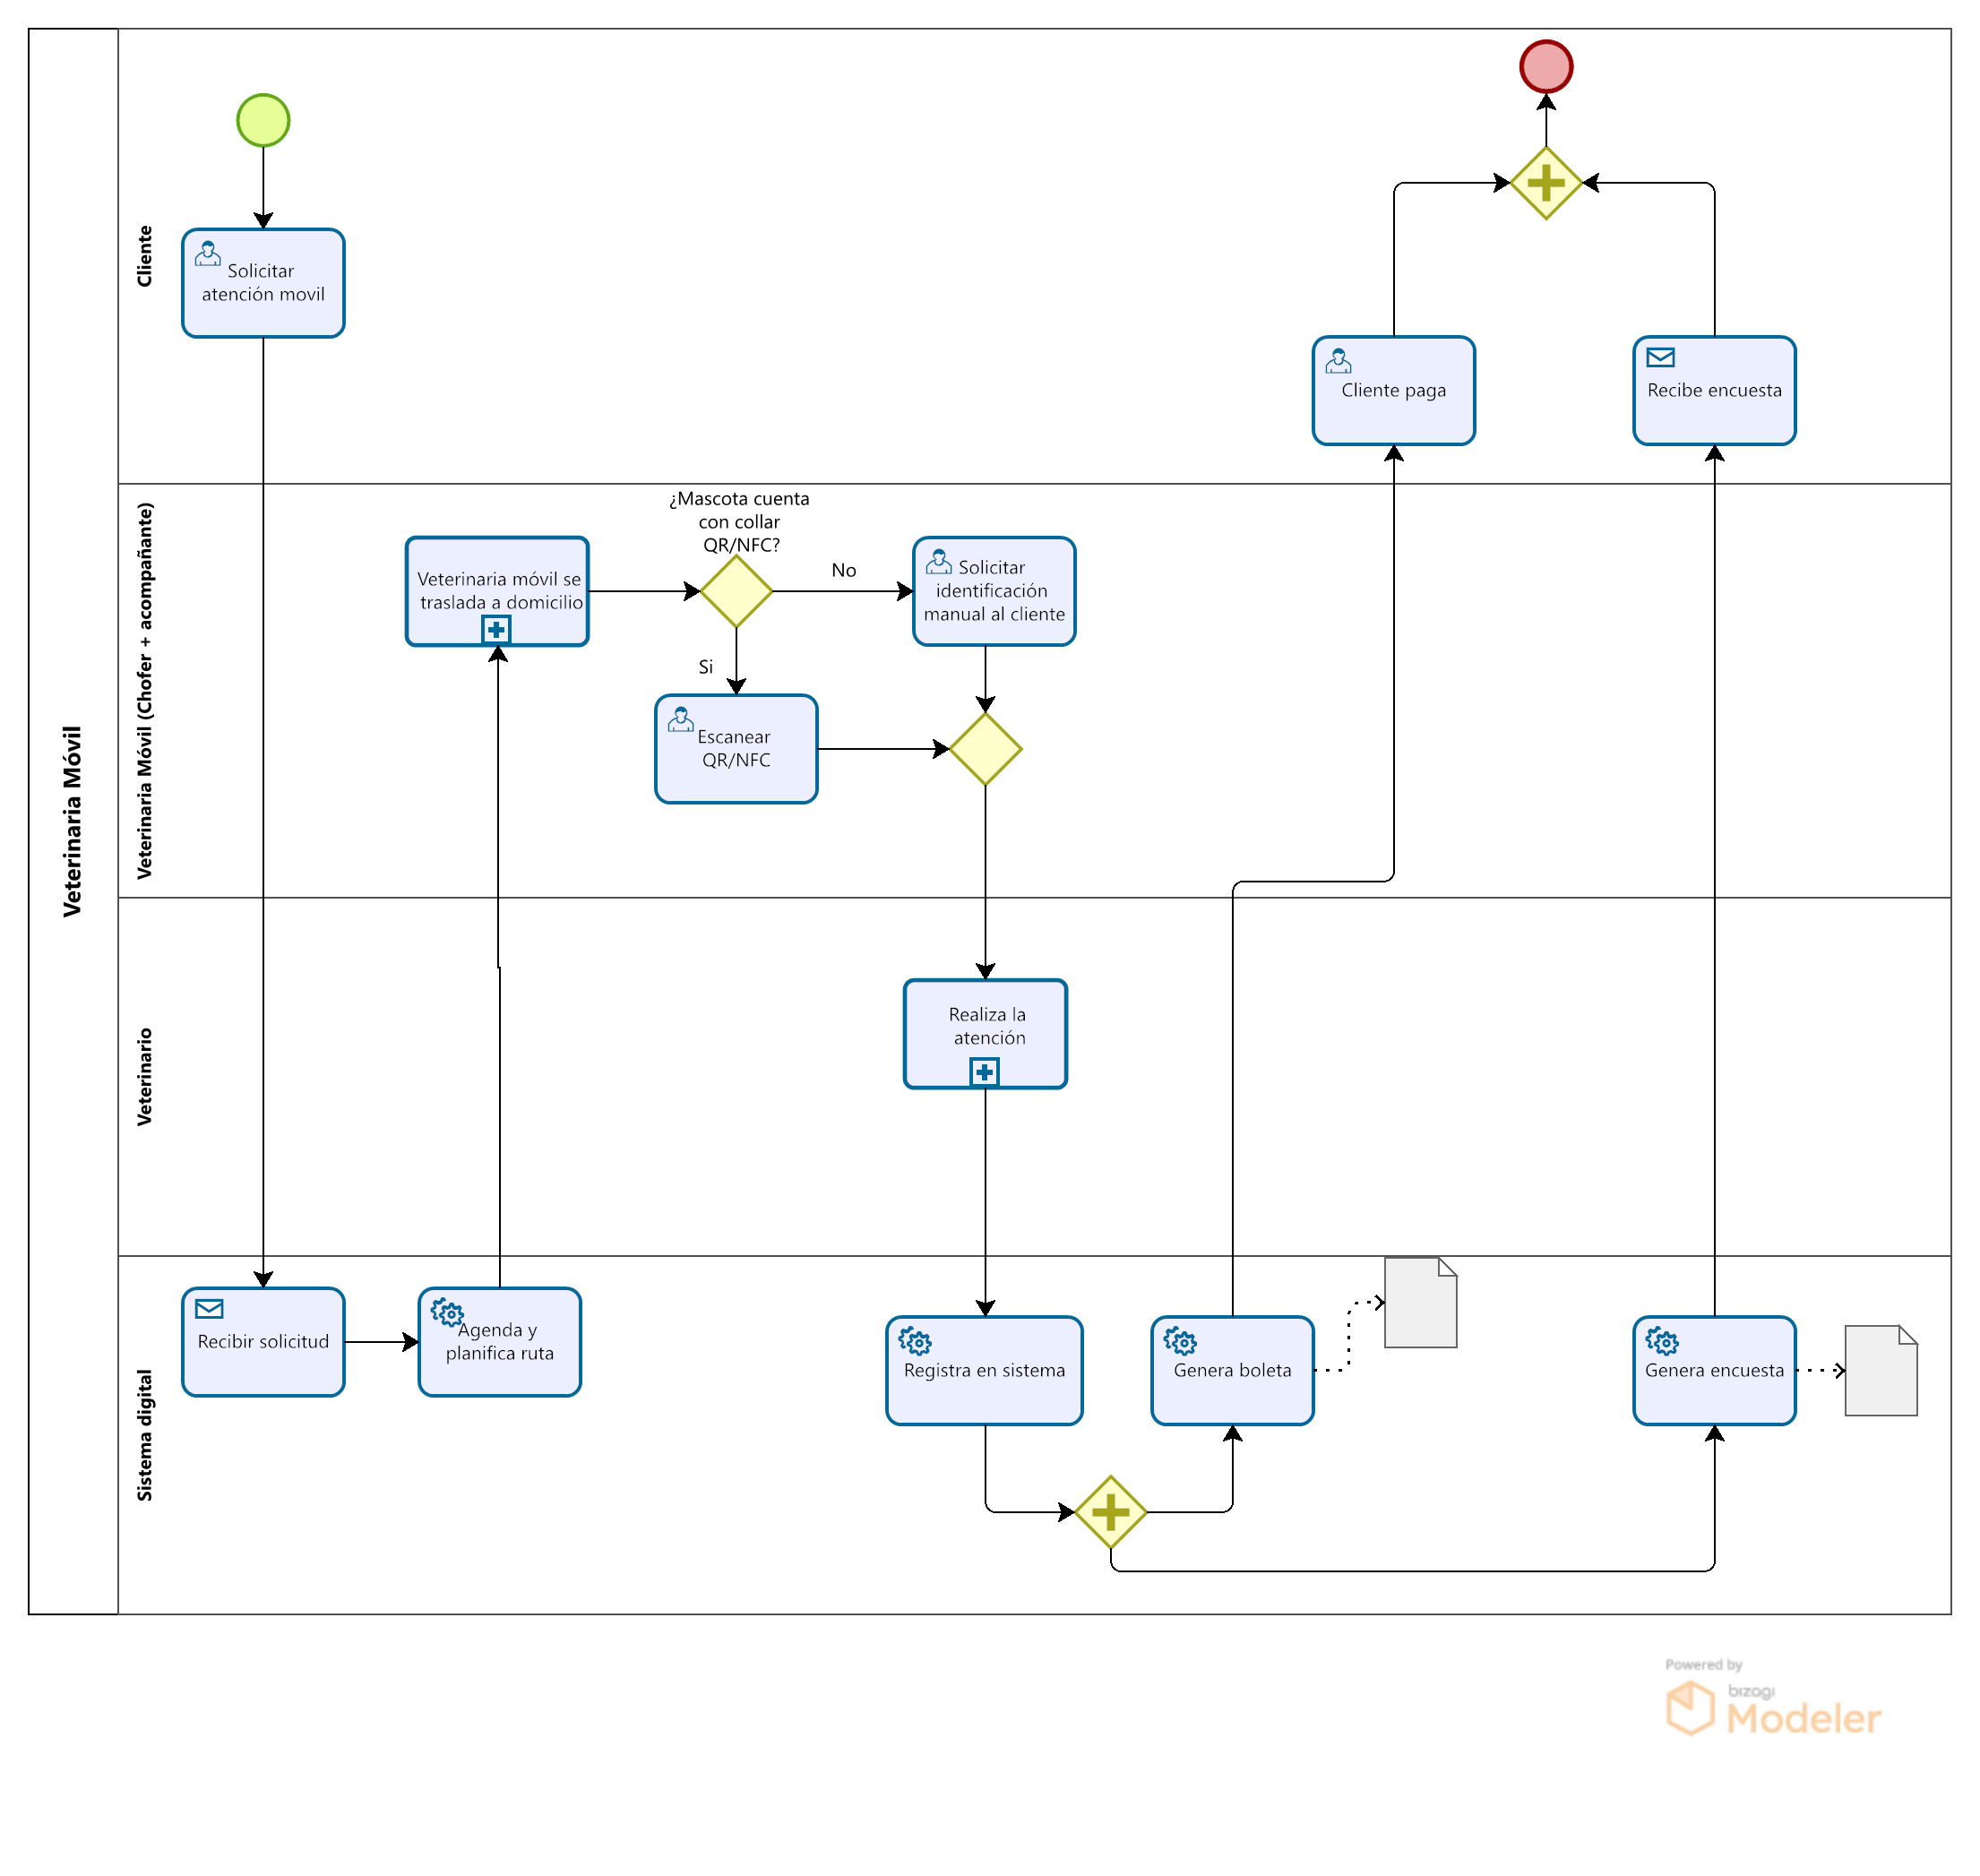 Veterinaria Móvil
Cliente
Solicitar
atención movil
Cliente paga
Recibe encuesta
Veterinaria Móvil (Chofer + acompañante)
¿Mascota cuenta
con collar
QR/NFC?
Veterinaria móvil se
traslada a domicilio
No
Solicitar
identificación
manual al cliente
Si
Escanear
QR/NFC
Veterinario
Realiza la
atención
Sistema digital
Recibir solicitud
Agenda y
planifica ruta
Registra en sistema
Genera boleta
Genera encuesta
Powered by
bizagi
Modeler